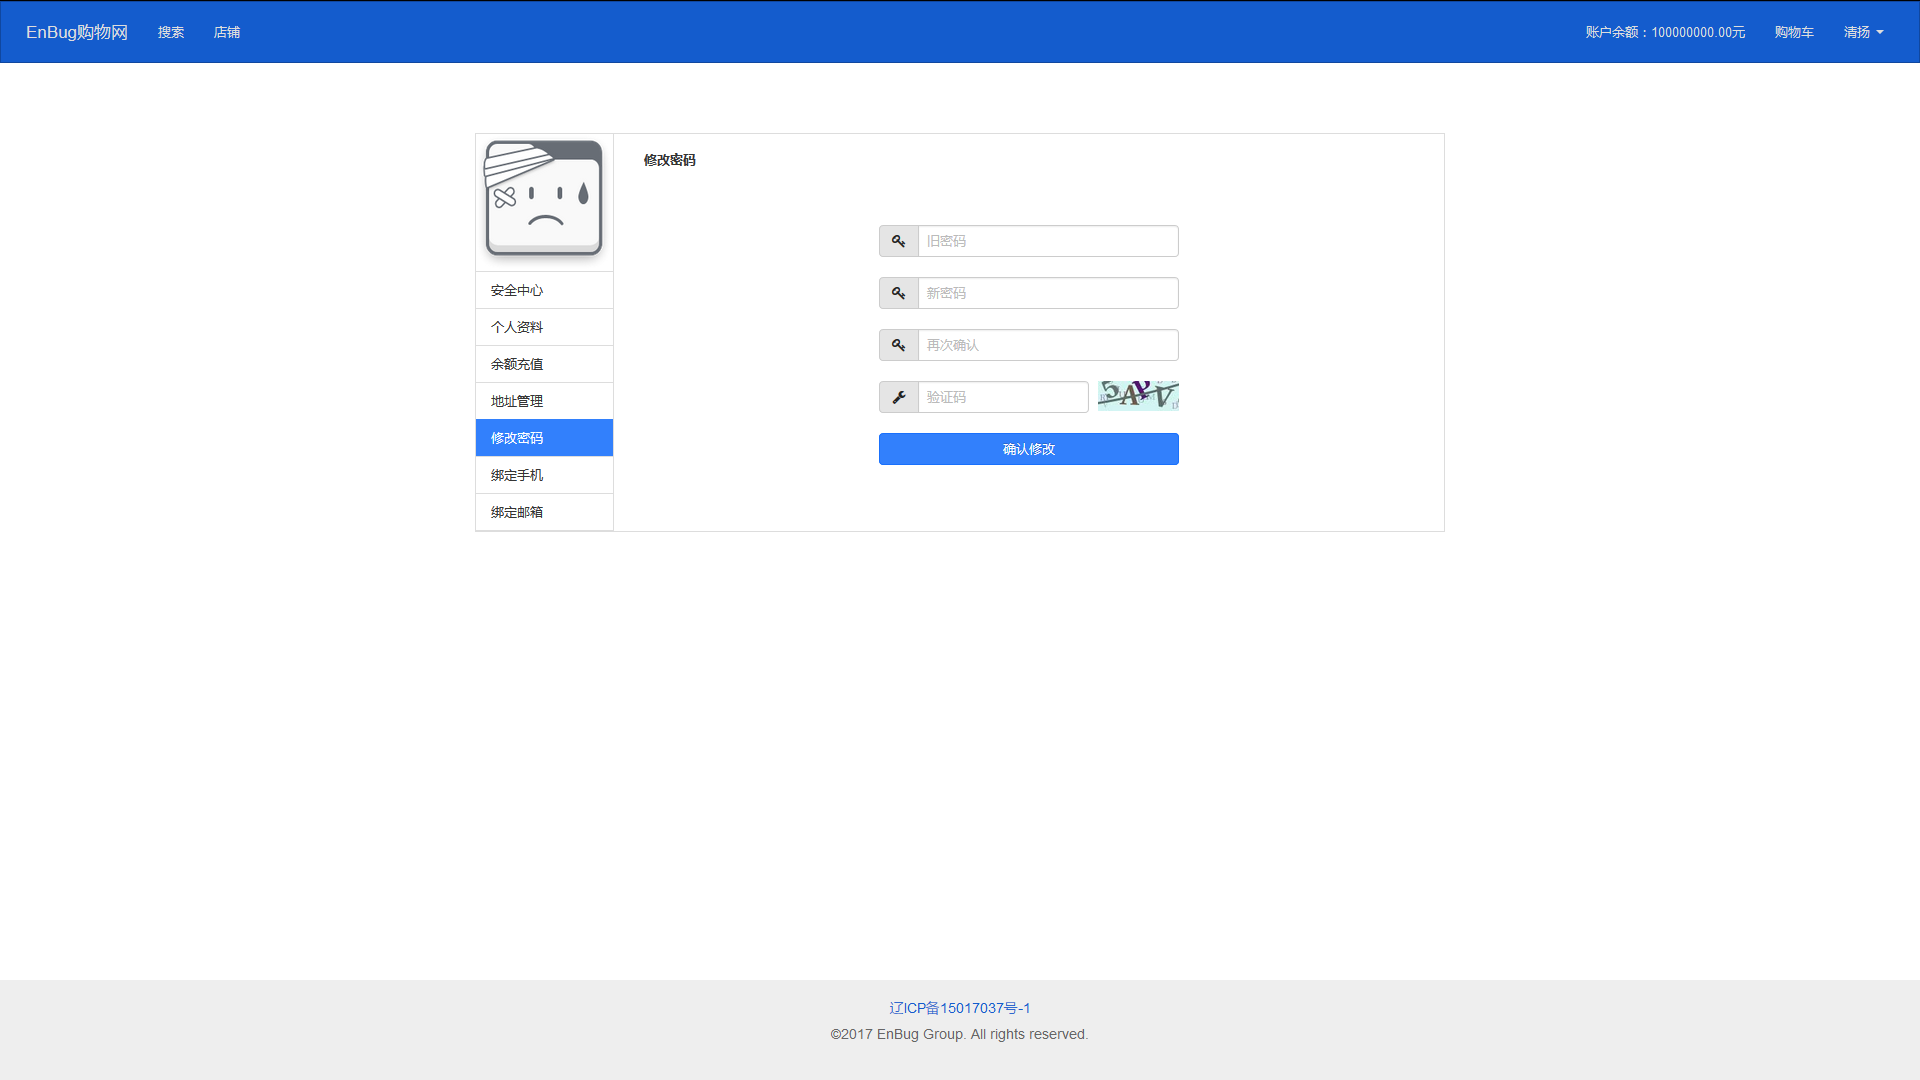 EnBug购物网 搜索 店铺 账户余额：100000000.00元 购物车 清扬
修改密码
旧密码
新密码
再次确认
验证码 5APV
确认修改
安全中心
个人资料
余额充值
地址管理
修改密码
绑定手机
绑定邮箱
辽ICP备15017037号-1
©2017 EnBug Group. All rights reserved.